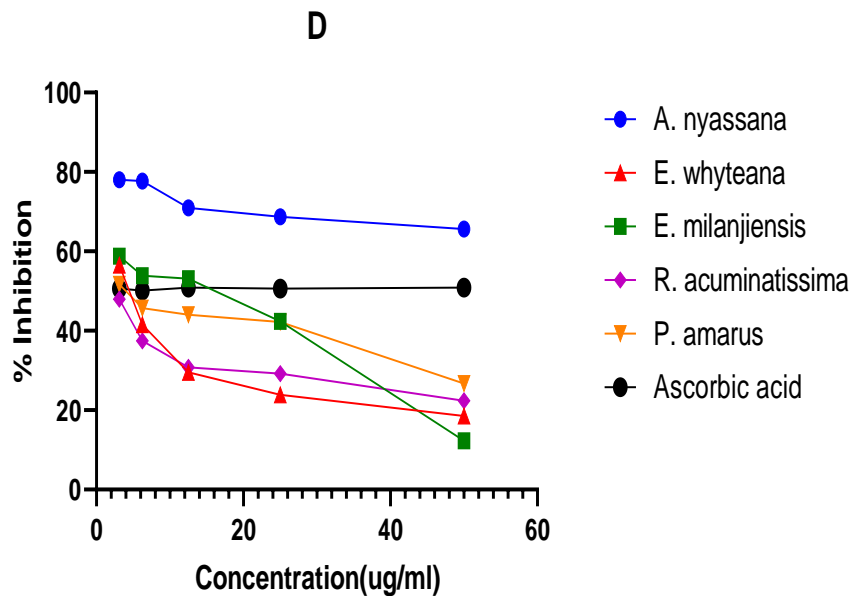 D
100
80
60
40
20
0
% Inhibition
0 20 40 60
Concentration(ug/ml)
A. nyassana
E. whyteana
E. milanjiensis
R. acuminatissima
P. amarus
Ascorbic acid